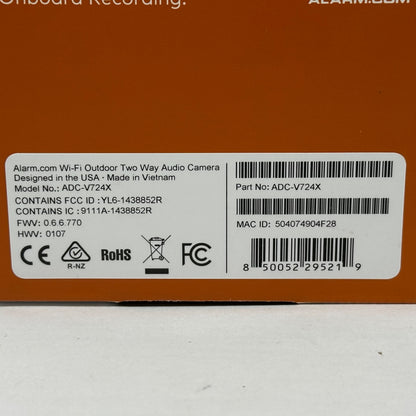 Onboard Recording.
ALARM.COM
Alarm.com Wi-Fi Outdoor Two Way Audio Camera
Designed in the USA · Made in Vietnam
Model No.: ADC-V724X
CONTAINS FCC ID :YL6-1438852R
CONTAINS IC : 9111A-1438852R
FWV: 0.6.6.770
HWV: 0107
CE
R-NZ
RoHS
FC
Part No: ADC-V724X
MAC ID: 504074904F28
8 50052 29521 9